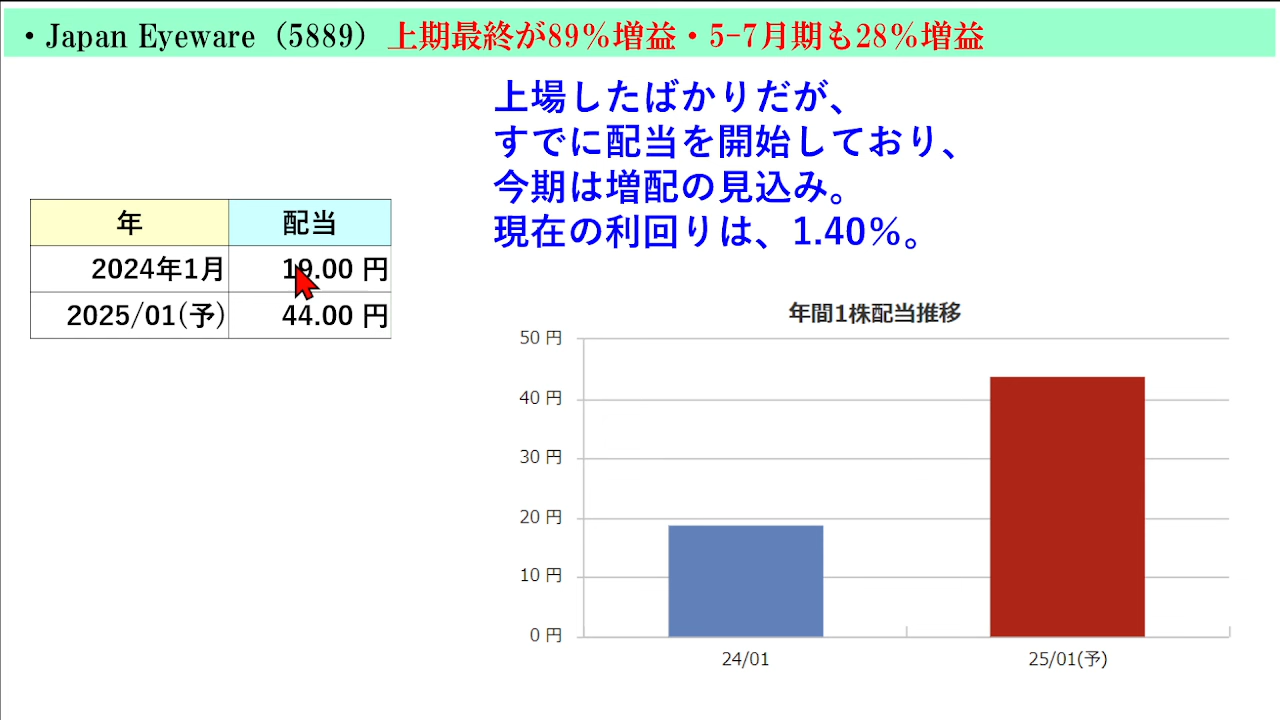 ・Japan Eyeware（5889）上期最終が89%増益・5-7月期も28%増益
上場したばかりだが、
すでに配当を開始しており、
今期は増配の見込み。
現在の利回りは、1.40%。
年 配当
2024年1月 19.00 円
2025/01(予) 44.00 円
年間1株配当推移
50 円
40 円
30 円
20 円
10 円
0 円
24/01 25/01(予)